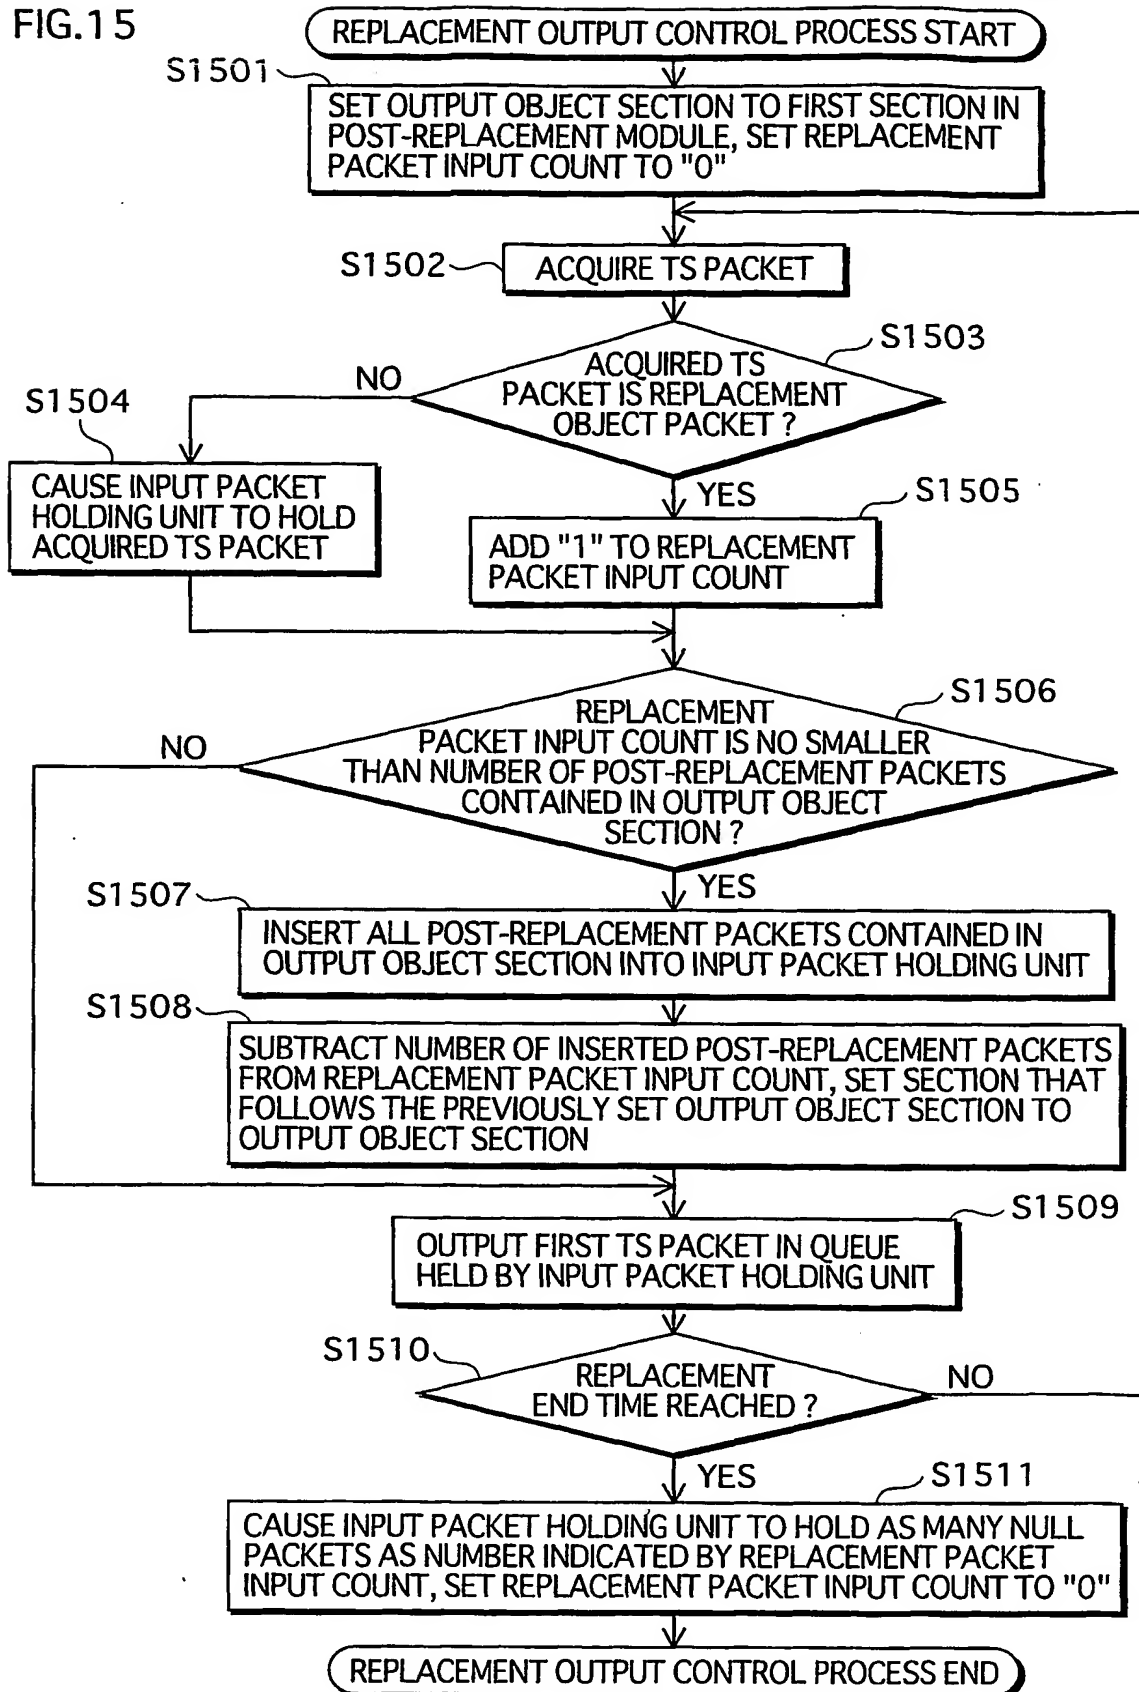 FIG.15
REPLACEMENT OUTPUT CONTROL PROCESS START
S1501
SET OUTPUT OBJECT SECTION TO FIRST SECTION IN
POST-REPLACEMENT MODULE, SET REPLACEMENT
PACKET INPUT COUNT TO "0"
S1502
ACQUIRE TS PACKET
S1503
ACQUIRED TS
PACKET IS REPLACEMENT
OBJECT PACKET ?
NO
S1504
CAUSE INPUT PACKET
HOLDING UNIT TO HOLD
ACQUIRED TS PACKET
YES
S1505
ADD "1" TO REPLACEMENT
PACKET INPUT COUNT
S1506
REPLACEMENT
PACKET INPUT COUNT IS NO SMALLER
THAN NUMBER OF POST-REPLACEMENT PACKETS
CONTAINED IN OUTPUT OBJECT
SECTION ?
NO
YES
S1507
INSERT ALL POST-REPLACEMENT PACKETS CONTAINED IN
OUTPUT OBJECT SECTION INTO INPUT PACKET HOLDING UNIT
S1508
SUBTRACT NUMBER OF INSERTED POST-REPLACEMENT PACKETS
FROM REPLACEMENT PACKET INPUT COUNT, SET SECTION THAT
FOLLOWS THE PREVIOUSLY SET OUTPUT OBJECT SECTION TO
OUTPUT OBJECT SECTION
S1509
OUTPUT FIRST TS PACKET IN QUEUE
HELD BY INPUT PACKET HOLDING UNIT
S1510
REPLACEMENT
END TIME REACHED ?
NO
YES
S1511
CAUSE INPUT PACKET HOLDING UNIT TO HOLD AS MANY NULL
PACKETS AS NUMBER INDICATED BY REPLACEMENT PACKET
INPUT COUNT, SET REPLACEMENT PACKET INPUT COUNT TO "0"
REPLACEMENT OUTPUT CONTROL PROCESS END